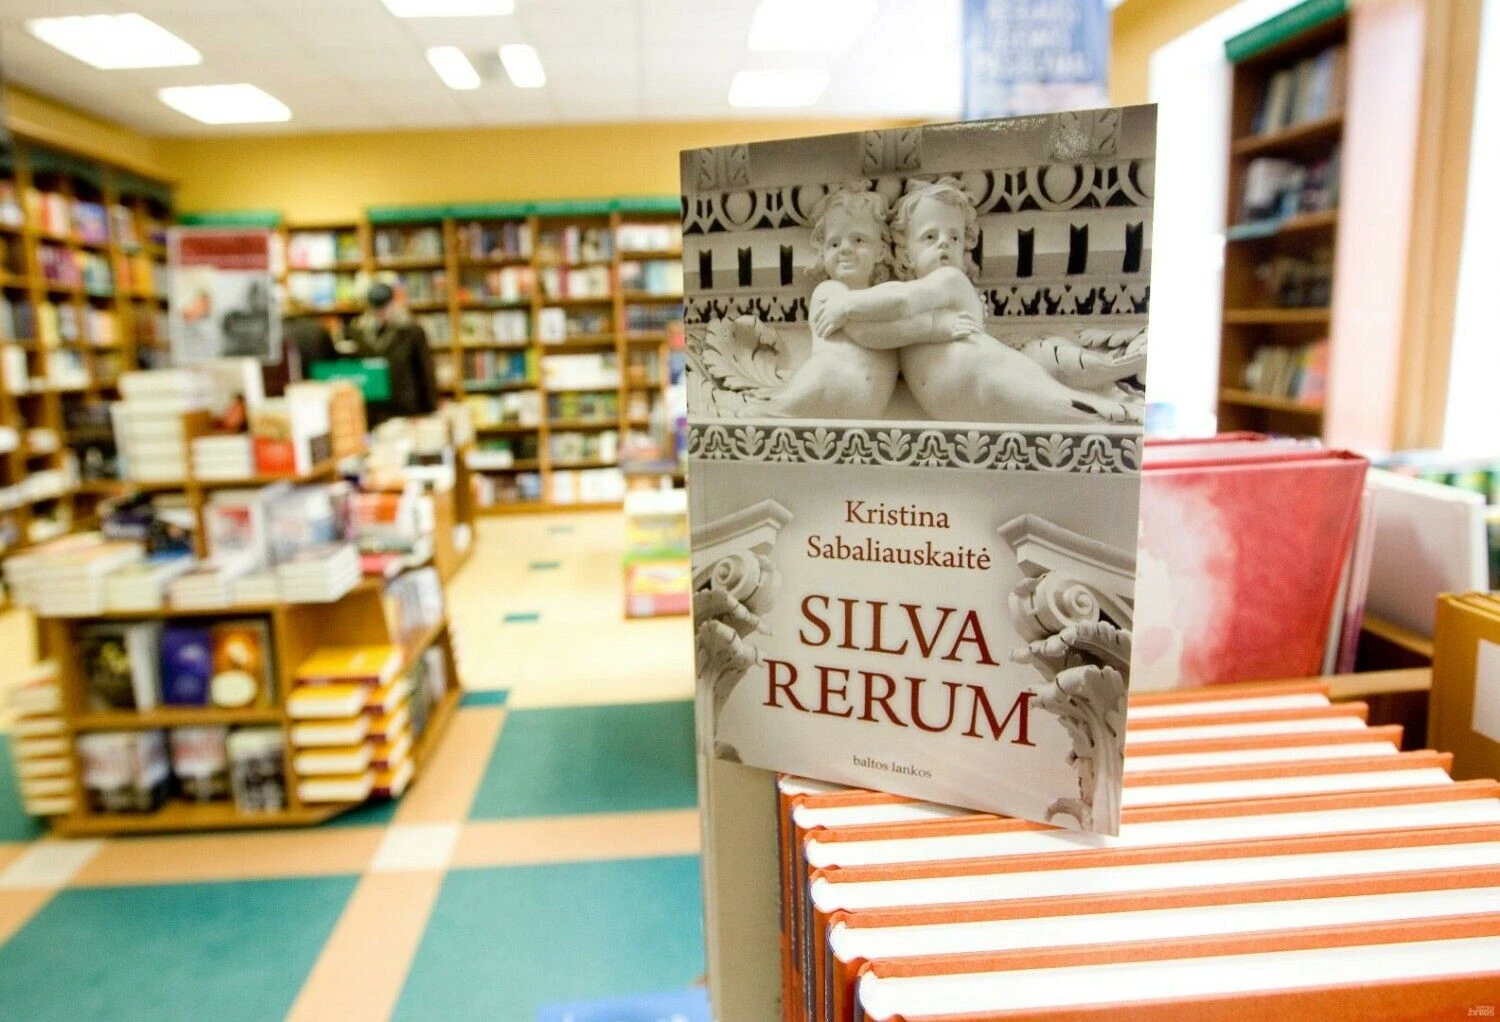 Kristina
Sabaliauskaitė
SILVA
RERUM
baltos lankos